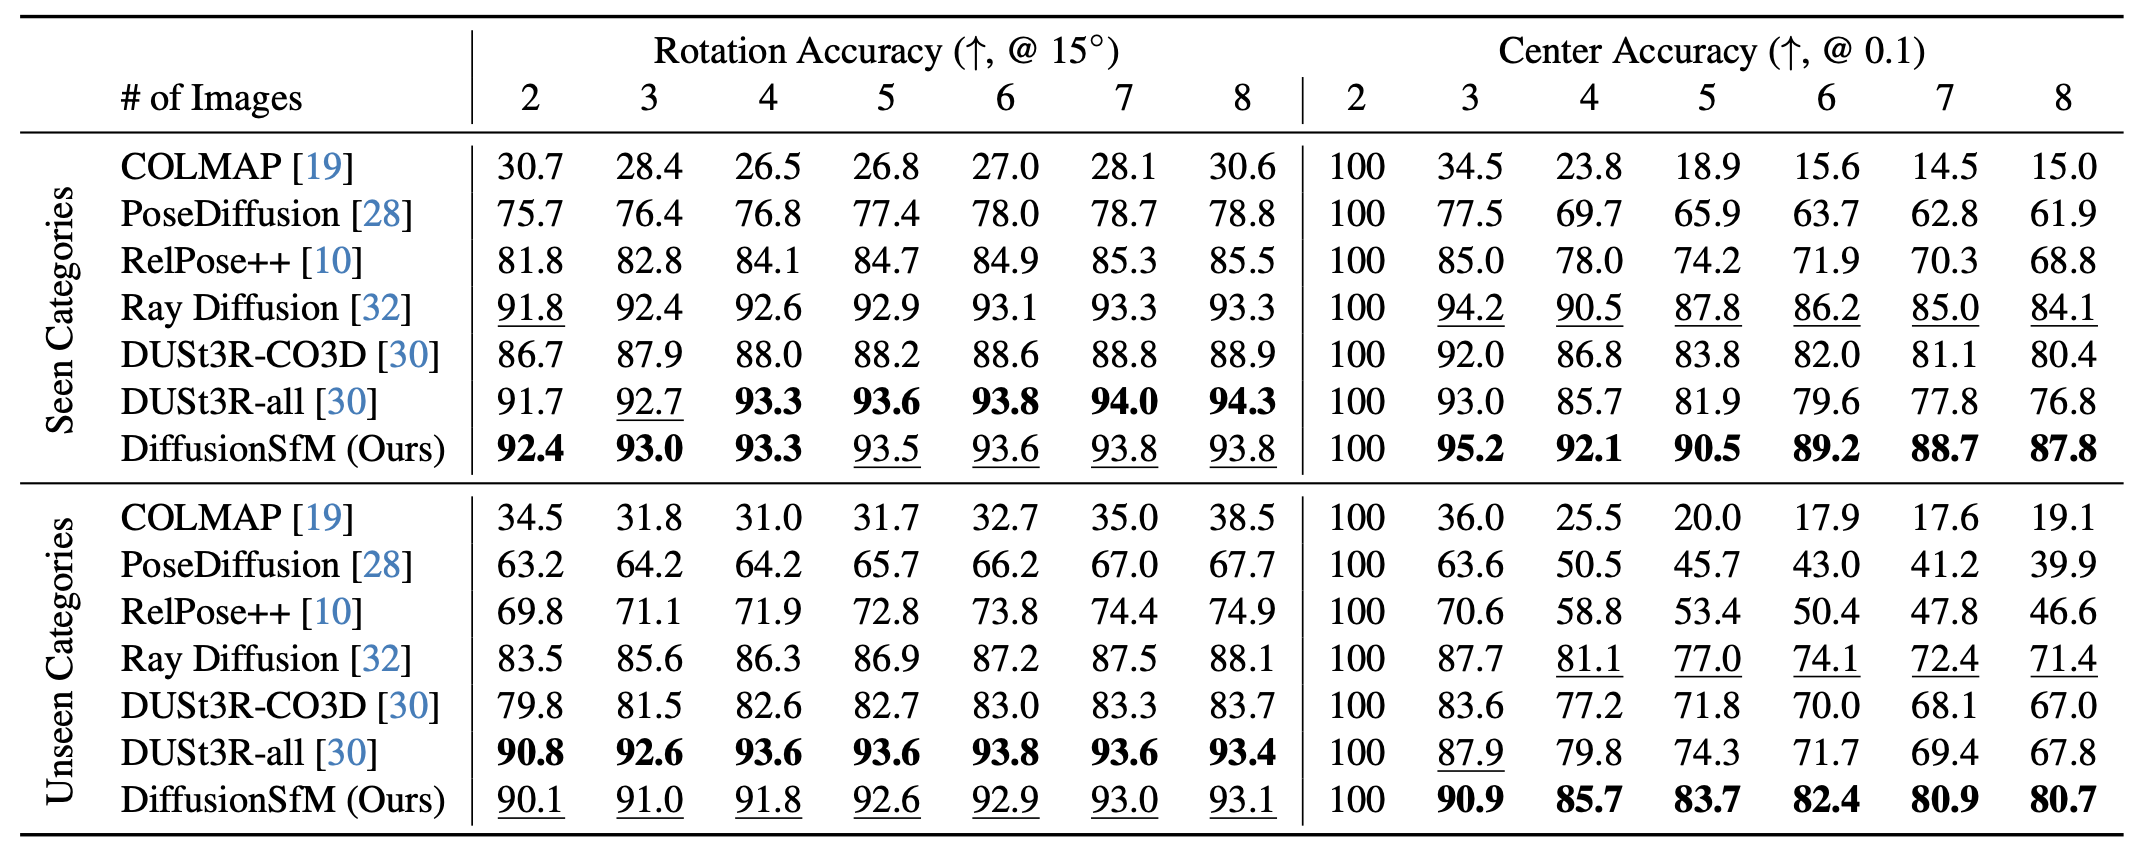 Rotation Accuracy (↑, @ 15°) Center Accuracy (↑, @ 0.1)
# of Images 2 3 4 5 6 7 8 2 3 4 5 6 7 8
Seen Categories
COLMAP [19] 30.7 28.4 26.5 26.8 27.0 28.1 30.6 100 34.5 23.8 18.9 15.6 14.5 15.0
PoseDiffusion [28] 75.7 76.4 76.8 77.4 78.0 78.7 78.8 100 77.5 69.7 65.9 63.7 62.8 61.9
RelPose++ [10] 81.8 82.8 84.1 84.7 84.9 85.3 85.5 100 85.0 78.0 74.2 71.9 70.3 68.8
Ray Diffusion [32] 91.8 92.4 92.6 92.9 93.1 93.3 93.3 100 94.2 90.5 87.8 86.2 85.0 84.1
DUSt3R-CO3D [30] 86.7 87.9 88.0 88.2 88.6 88.8 88.9 100 92.0 86.8 83.8 82.0 81.1 80.4
DUSt3R-all [30] 91.7 92.7 93.3 93.6 93.8 94.0 94.3 100 93.0 85.7 81.9 79.6 77.8 76.8
DiffusionSfM (Ours) 92.4 93.0 93.3 93.5 93.6 93.8 93.8 100 95.2 92.1 90.5 89.2 88.7 87.8
Unseen Categories
COLMAP [19] 34.5 31.8 31.0 31.7 32.7 35.0 38.5 100 36.0 25.5 20.0 17.9 17.6 19.1
PoseDiffusion [28] 63.2 64.2 64.2 65.7 66.2 67.0 67.7 100 63.6 50.5 45.7 43.0 41.2 39.9
RelPose++ [10] 69.8 71.1 71.9 72.8 73.8 74.4 74.9 100 70.6 58.8 53.4 50.4 47.8 46.6
Ray Diffusion [32] 83.5 85.6 86.3 86.9 87.2 87.5 88.1 100 87.7 81.1 77.0 74.1 72.4 71.4
DUSt3R-CO3D [30] 79.8 81.5 82.6 82.7 83.0 83.3 83.7 100 83.6 77.2 71.8 70.0 68.1 67.0
DUSt3R-all [30] 90.8 92.6 93.6 93.6 93.8 93.6 93.4 100 87.9 79.8 74.3 71.7 69.4 67.8
DiffusionSfM (Ours) 90.1 91.0 91.8 92.6 92.9 93.0 93.1 100 90.9 85.7 83.7 82.4 80.9 80.7